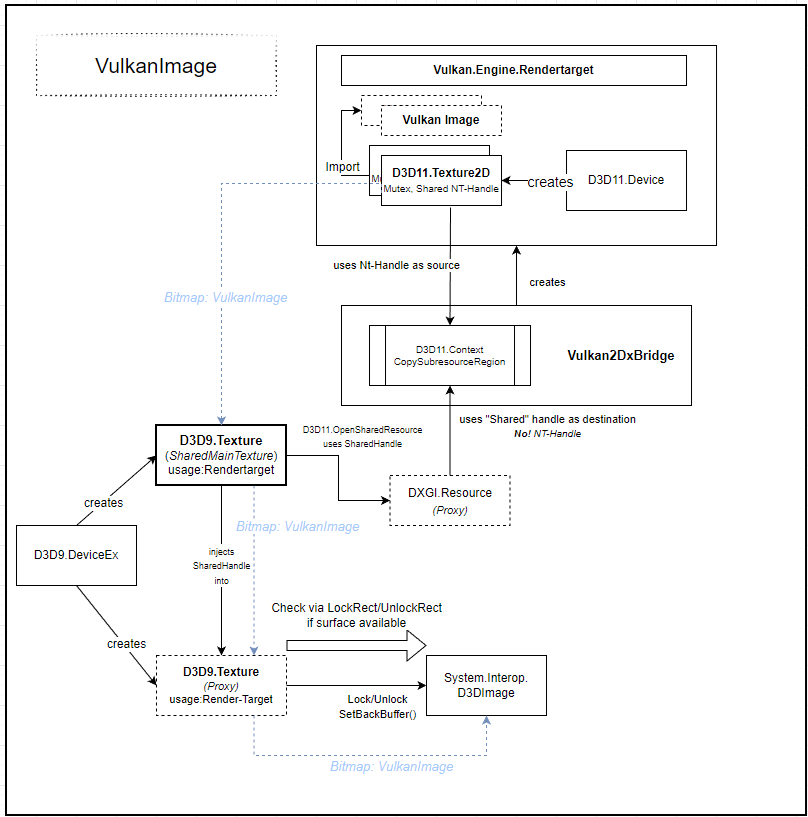 VulkanImage
Vulkan.Engine.Rendertarget
Vulkan Image
Import
Mu
D3D11.Texture2D
Mutex, Shared NT-Handle
creates
D3D11.Device
uses Nt-Handle as source
creates
Bitmap: VulkanImage
D3D11.Context
CopySubresourceRegion
Vulkan2DxBridge
uses "Shared" handle as destination
No! NT-Handle
D3D9.Texture
(SharedMainTexture)
usage:Rendertarget
D3D11.OpenSharedResource
uses SharedHandle
DXGI.Resource
(Proxy)
creates
Bitmap: VulkanImage
D3D9.DeviceEx
injects
SharedHandle
into
Check via LockRect/UnlockRect
if surface available
creates
D3D9.Texture
(Proxy)
usage:Render-Target
Lock/Unlock
SetBackBuffer()
System.Interop.
D3DImage
Bitmap: VulkanImage